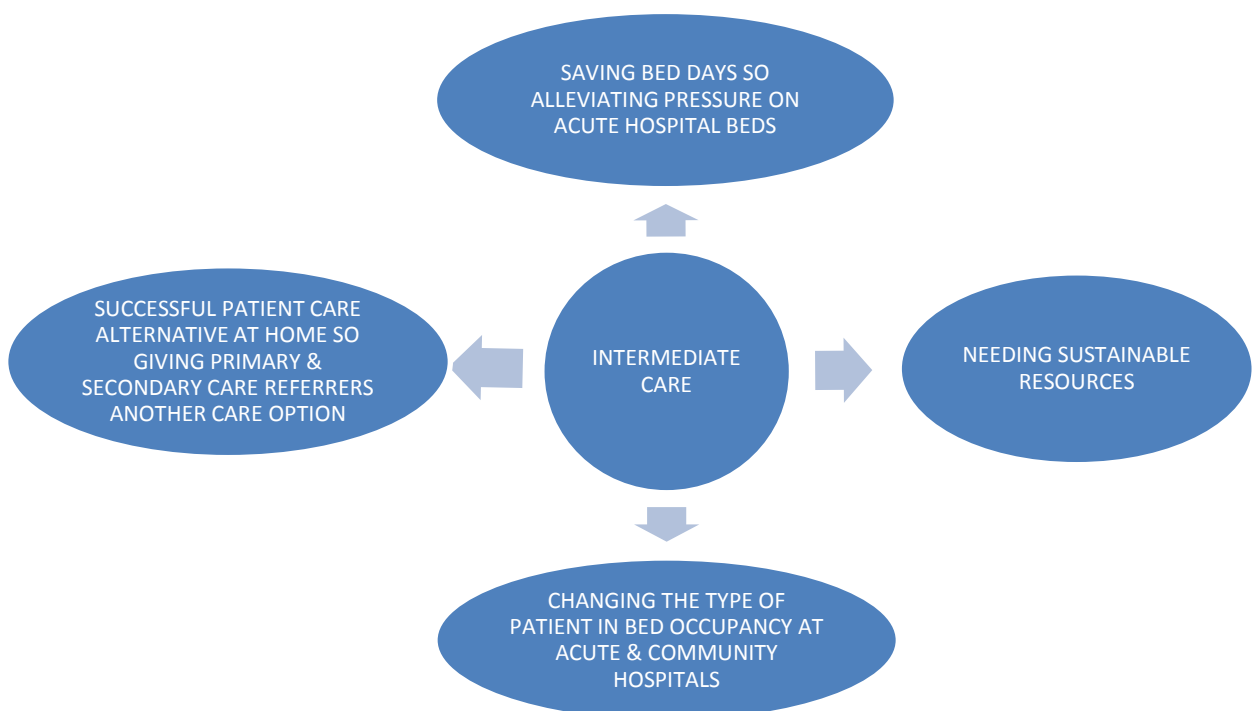 SAVING BED DAYS SO
ALLEVIATING PRESSURE ON
ACUTE HOSPITAL BEDS
SUCCESSFUL PATIENT CARE
ALTERNATIVE AT HOME SO
GIVING PRIMARY &
SECONDARY CARE REFERRERS
ANOTHER CARE OPTION
INTERMEDIATE
CARE
NEEDING SUSTAINABLE
RESOURCES
CHANGING THE TYPE OF
PATIENT IN BED OCCUPANCY AT
ACUTE & COMMUNITY
HOSPITALS